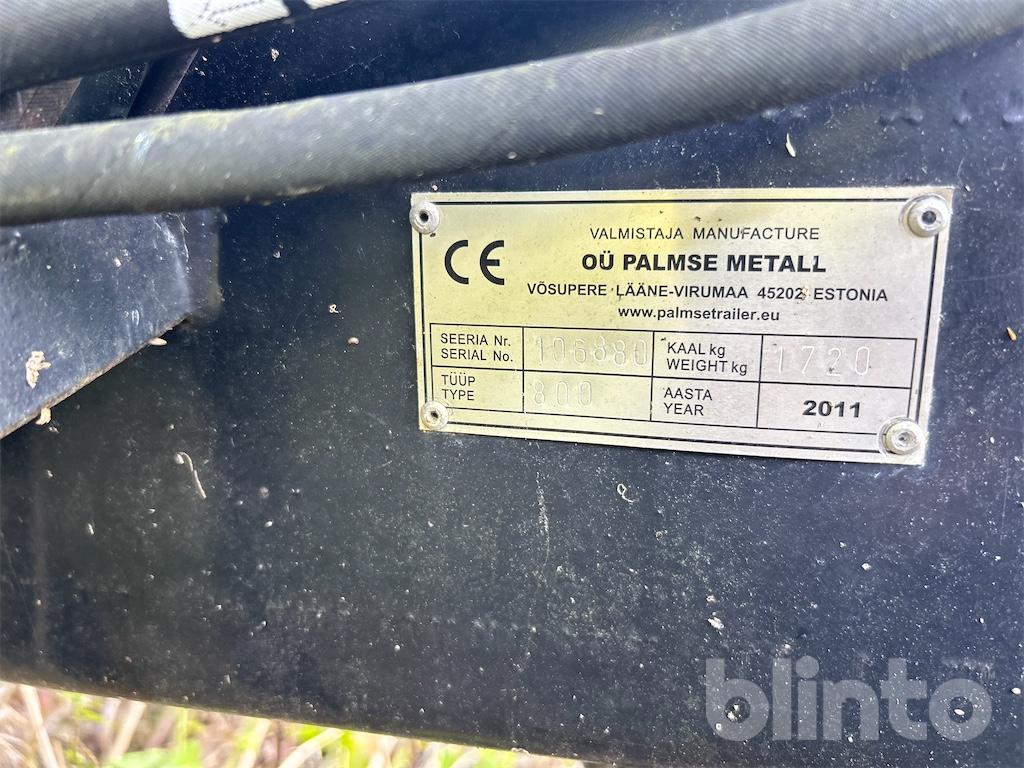 VALMISTAJA MANUFACTURE
CE
OÜ PALMSE METALL
VÕSUPERE LÄÄNE-VIRUMAA 45202 ESTONIA
www.palmsetrailer.eu
SEERIA Nr.
SERIAL No.
106880
KAAL kg
WEIGHT kg
1720
TÜÜP
TYPE
800
AASTA
YEAR
2011
blinto